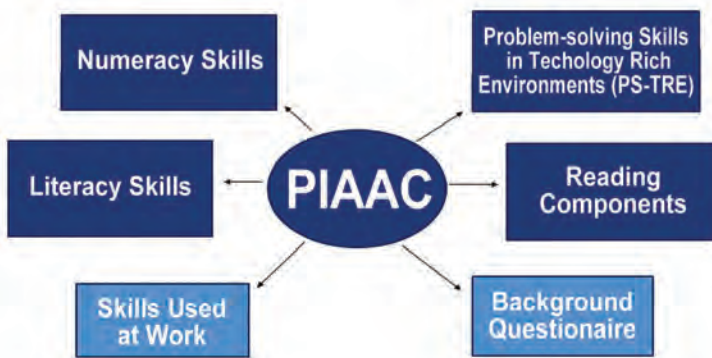 Numeracy Skills
Problem-solving Skills
in Techology Rich
Environments (PS-TRE)
Literacy Skills
PIAAC
Reading
Components
Skills Used
at Work
Background
Questionaire